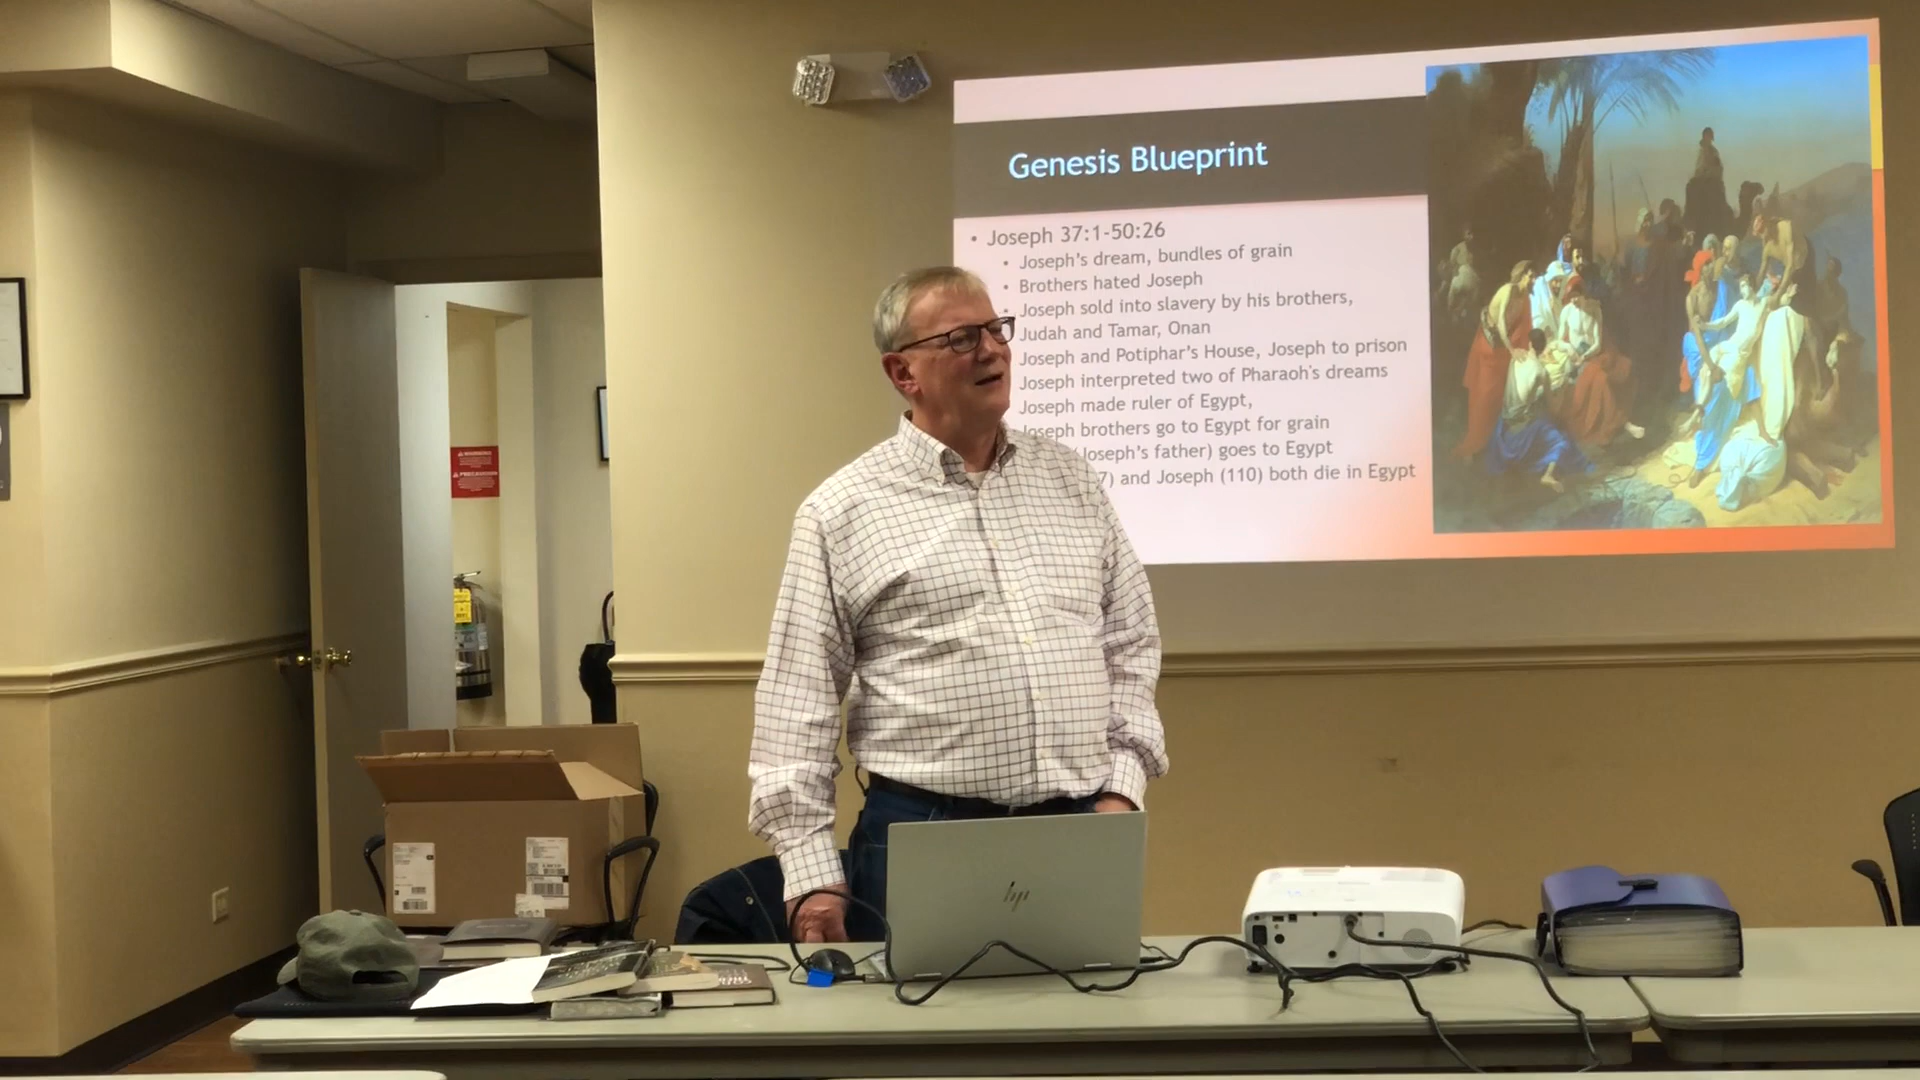 Genesis Blueprint
• Joseph 37:1-50:26
• Joseph's dream, bundles of grain
• Brothers hated Joseph
• Joseph sold into slavery by his brothers,
Judah and Tamar, Onan
Joseph and Potiphar's House, Joseph to prison
Joseph interpreted two of Pharaoh's dreams
Joseph made ruler of Egypt,
Joseph brothers go to Egypt for grain
(Joseph's father) goes to Egypt
7) and Joseph (110) both die in Egypt
WARNING
hp